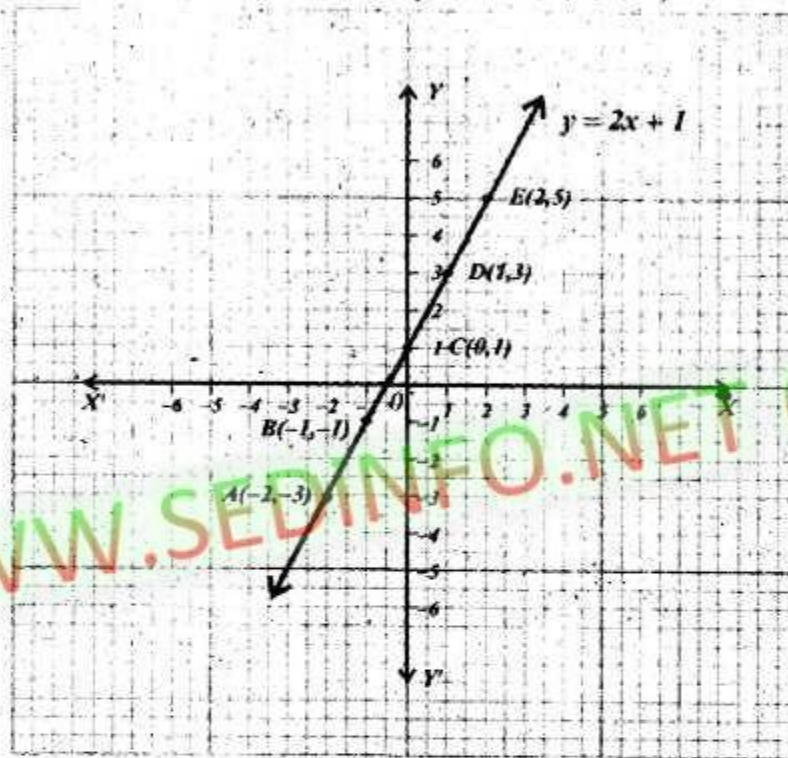 Y
y = 2x + 1
6
5 E(2,5)
4
3 D(1,3)
2
1 C(0,1)
X' -6 -5 -4 -3 -2 -1 O 1 2 3 4 5 6 X
B(-1,-1) -1
-2
A(-2,-3) -3
-4
-5
-6
Y'
WW.SEDINFO.NET